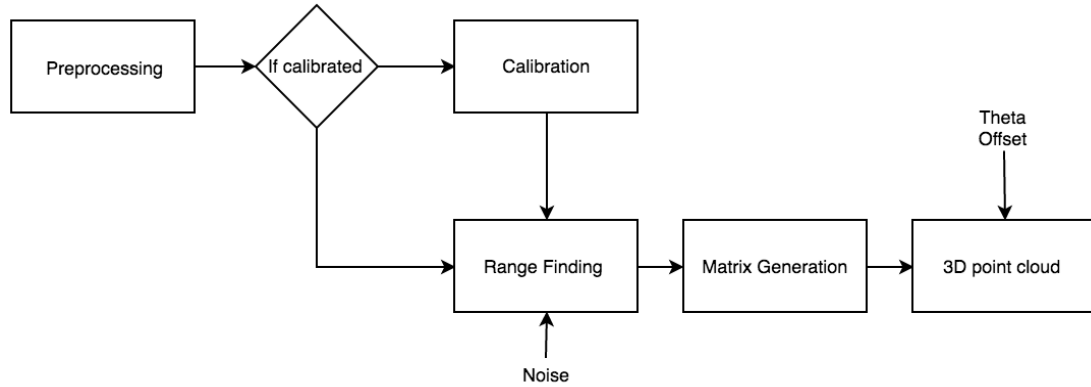 Preprocessing
If calibrated
Calibration
Theta
Offset
Range Finding
Matrix Generation
3D point cloud
Noise